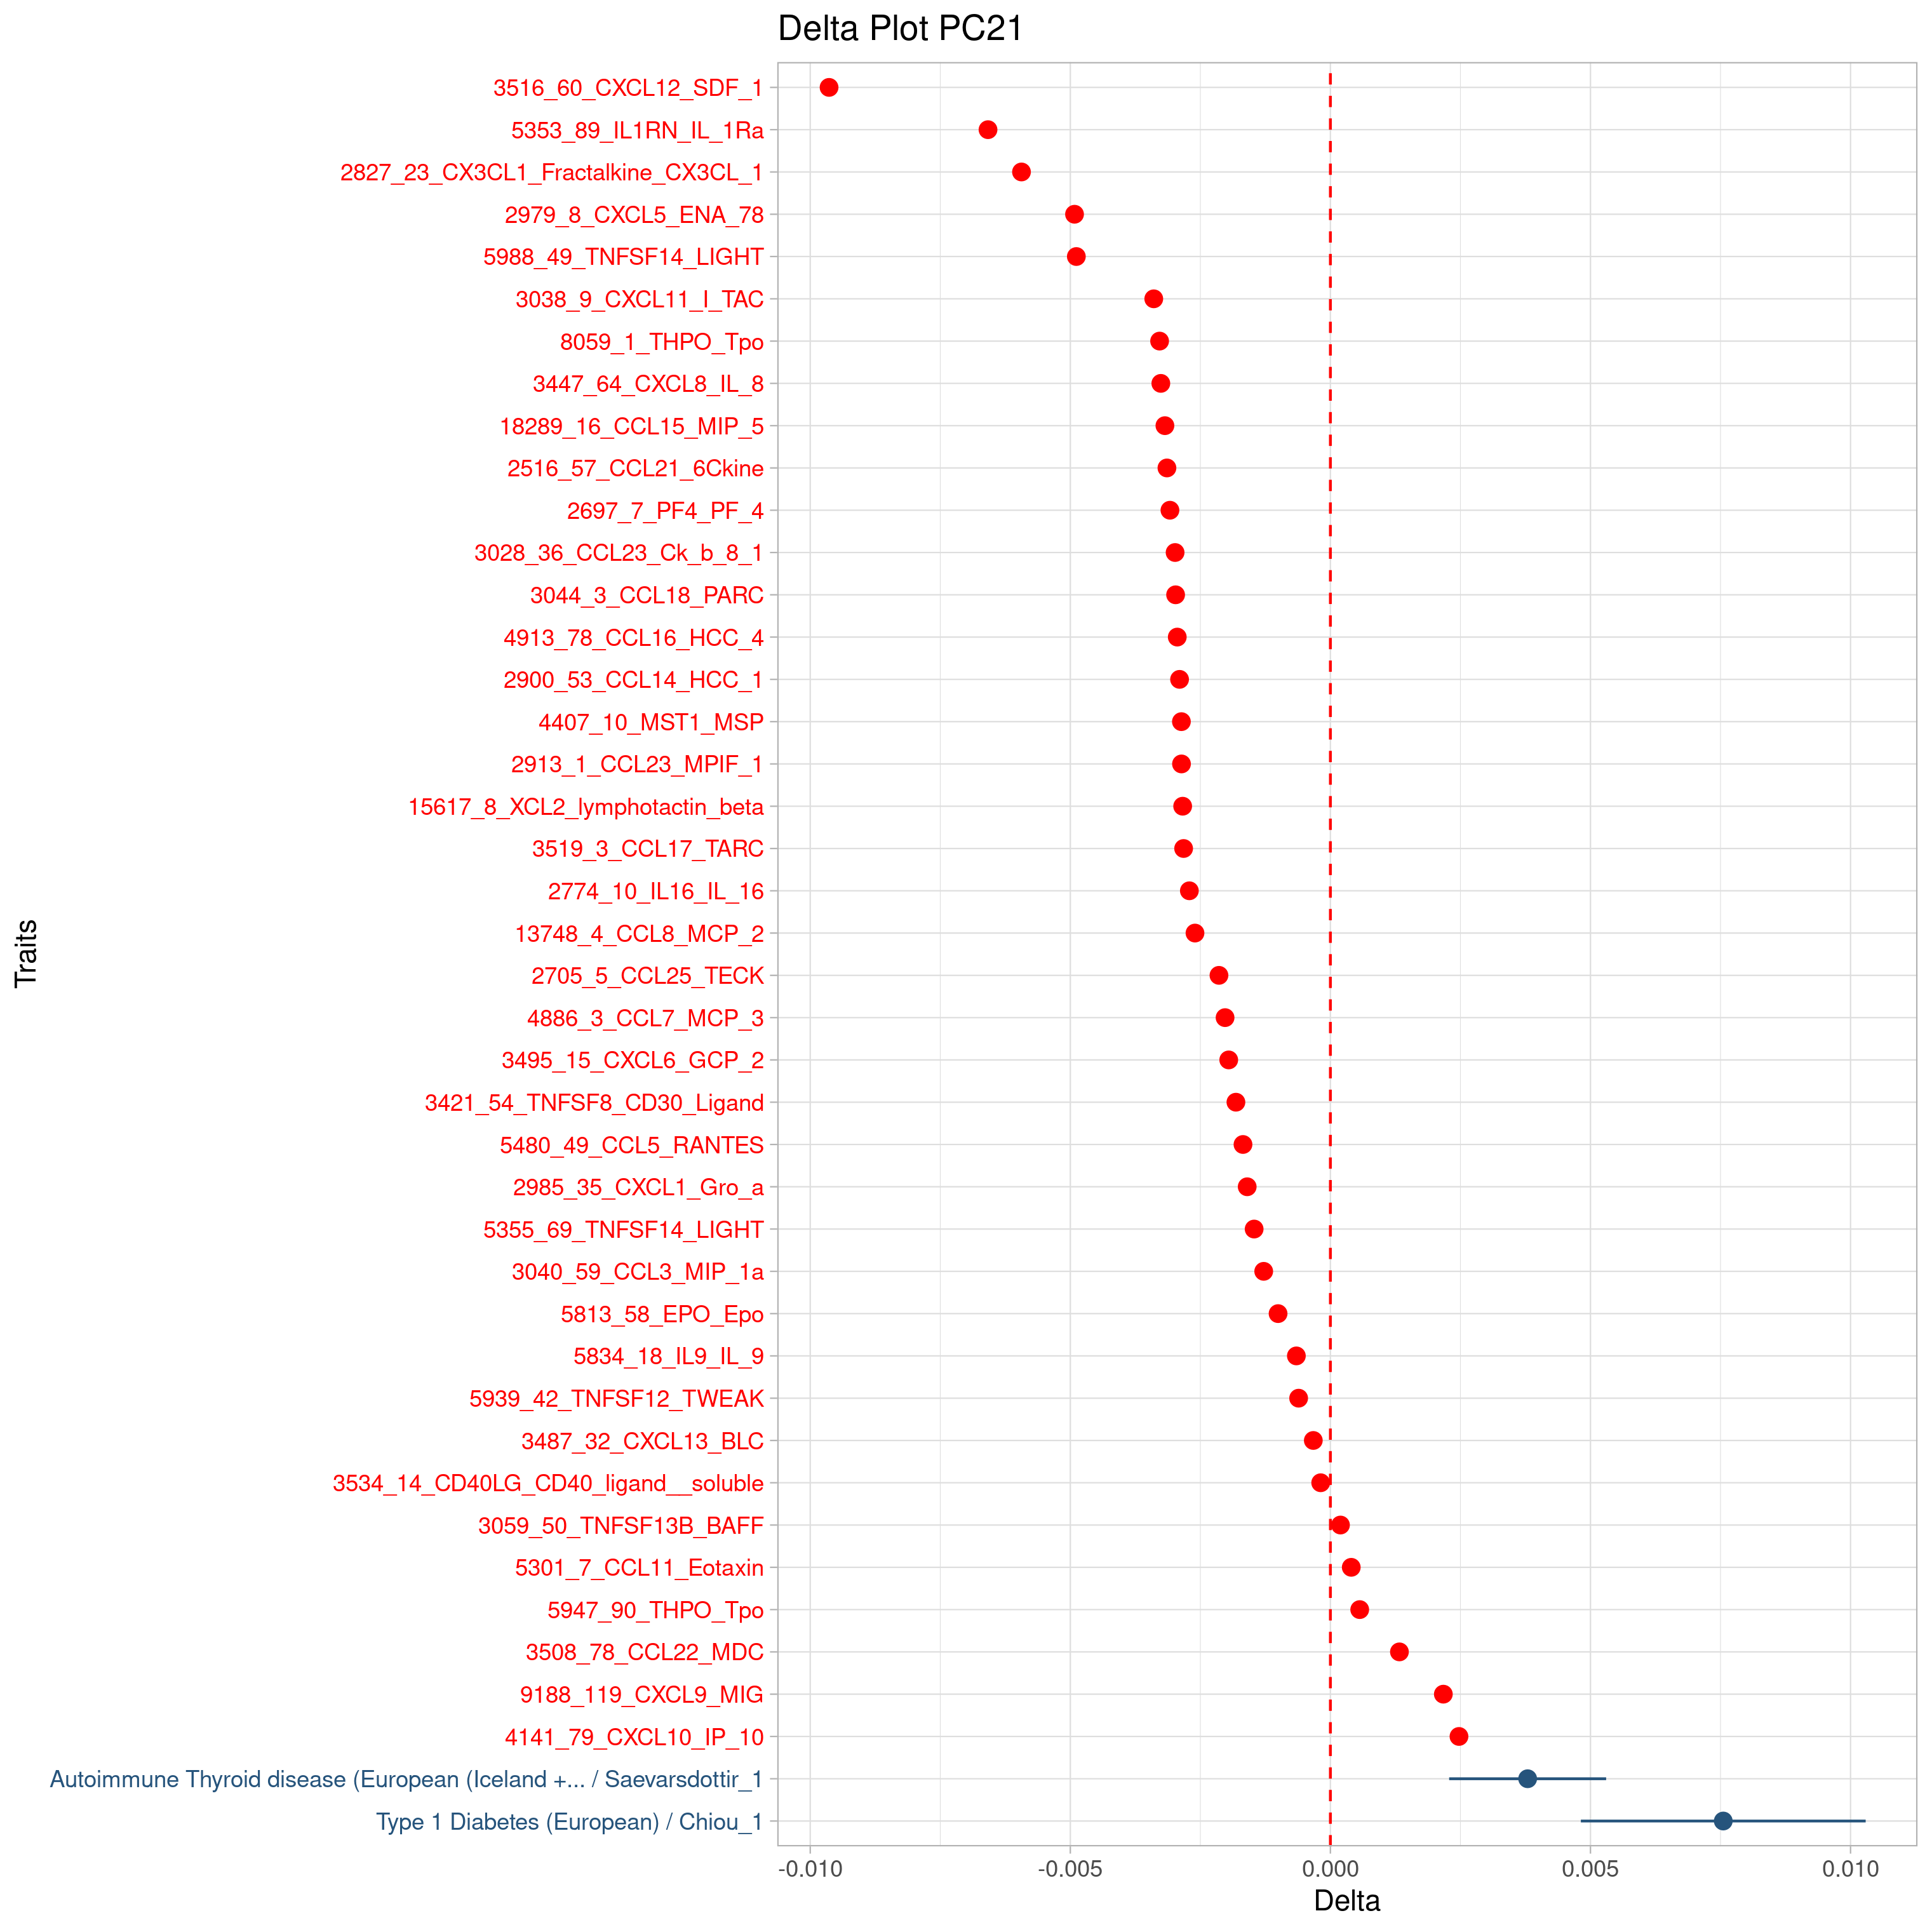 Delta Plot PC21
3516_60_CXCL12_SDF_1
5353_89_IL1RN_IL_1Ra
2827_23_CX3CL1_Fractalkine_CX3CL_1
2979_8_CXCL5_ENA_78
5988_49_TNFSF14_LIGHT
3038_9_CXCL11_I_TAC
8059_1_THPO_Tpo
3447_64_CXCL8_IL_8
18289_16_CCL15_MIP_5
2516_57_CCL21_6Ckine
2697_7_PF4_PF_4
3028_36_CCL23_Ck_b_8_1
3044_3_CCL18_PARC
4913_78_CCL16_HCC_4
2900_53_CCL14_HCC_1
4407_10_MST1_MSP
2913_1_CCL23_MPIF_1
15617_8_XCL2_lymphotactin_beta
3519_3_CCL17_TARC
2774_10_IL16_IL_16
13748_4_CCL8_MCP_2
2705_5_CCL25_TECK
4886_3_CCL7_MCP_3
3495_15_CXCL6_GCP_2
3421_54_TNFSF8_CD30_Ligand
5480_49_CCL5_RANTES
2985_35_CXCL1_Gro_a
5355_69_TNFSF14_LIGHT
3040_59_CCL3_MIP_1a
5813_58_EPO_Epo
5834_18_IL9_IL_9
5939_42_TNFSF12_TWEAK
3487_32_CXCL13_BLC
3534_14_CD40LG_CD40_ligand__soluble
3059_50_TNFSF13B_BAFF
5301_7_CCL11_Eotaxin
5947_90_THPO_Tpo
3508_78_CCL22_MDC
9188_119_CXCL9_MIG
4141_79_CXCL10_IP_10
Autoimmune Thyroid disease (European (Iceland +... / Saevarsdottir_1
Type 1 Diabetes (European) / Chiou_1
Traits
-0.010 -0.005 0.000 0.005 0.010
Delta